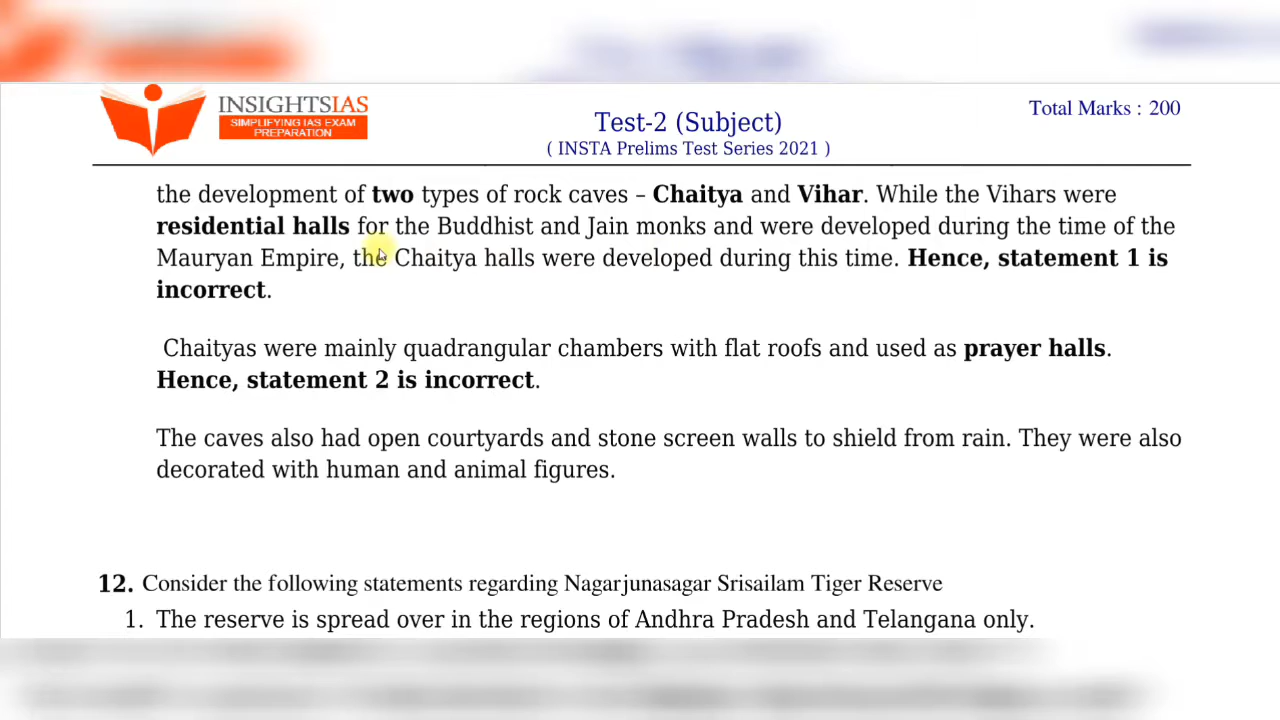 INSIGHTSIAS
SIMPLIFYING IAS EXAM
PREPARATION
Test-2 (Subject)
( INSTA Prelims Test Series 2021 )
Total Marks : 200
the development of two types of rock caves – Chaitya and Vihar. While the Vihars were
residential halls for the Buddhist and Jain monks and were developed during the time of the
Mauryan Empire, the Chaitya halls were developed during this time. Hence, statement 1 is
incorrect.
Chaityas were mainly quadrangular chambers with flat roofs and used as prayer halls.
Hence, statement 2 is incorrect.
The caves also had open courtyards and stone screen walls to shield from rain. They were also
decorated with human and animal figures.
12. Consider the following statements regarding Nagarjunasagar Srisailam Tiger Reserve
1. The reserve is spread over in the regions of Andhra Pradesh and Telangana only.